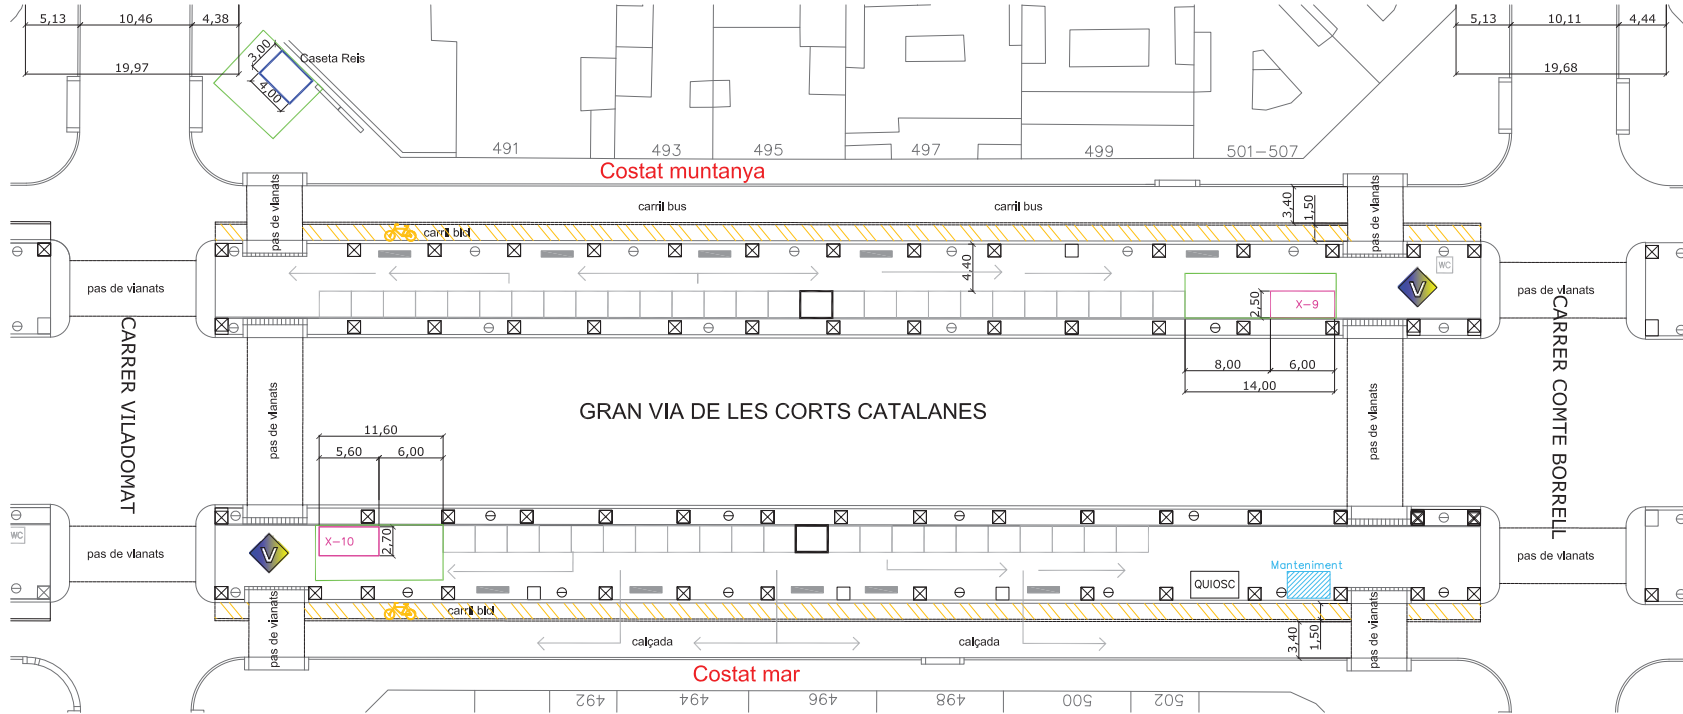 5,13 10,46 4,38
19,97
3,00
4,00
Caseta Reis
5,13 10,11 4,44
19,68
491 493 495 497 499 501-507
Costat muntanya
pas de vianats
carril bus
carril bus
3,40
1,50
pas de vianats
carril bici
WC
pas de vianats
4,40
2,50
X-9
V
pas de vianats
8,00 6,00
14,00
CARRER VILADOMAT
pas de vianats
GRAN VIA DE LES CORTS CATALANES
pas de vianats
CARRER COMTE BORRELL
11,60
5,60 6,00
WC
pas de vianats
V
X-10
2,70
QUIOSC
Manteniment
pas de vianats
pas de vianats
carril bici
calçada
calçada
3,40
1,50
pas de vianats
Costat mar
492 494 496 498 500 502